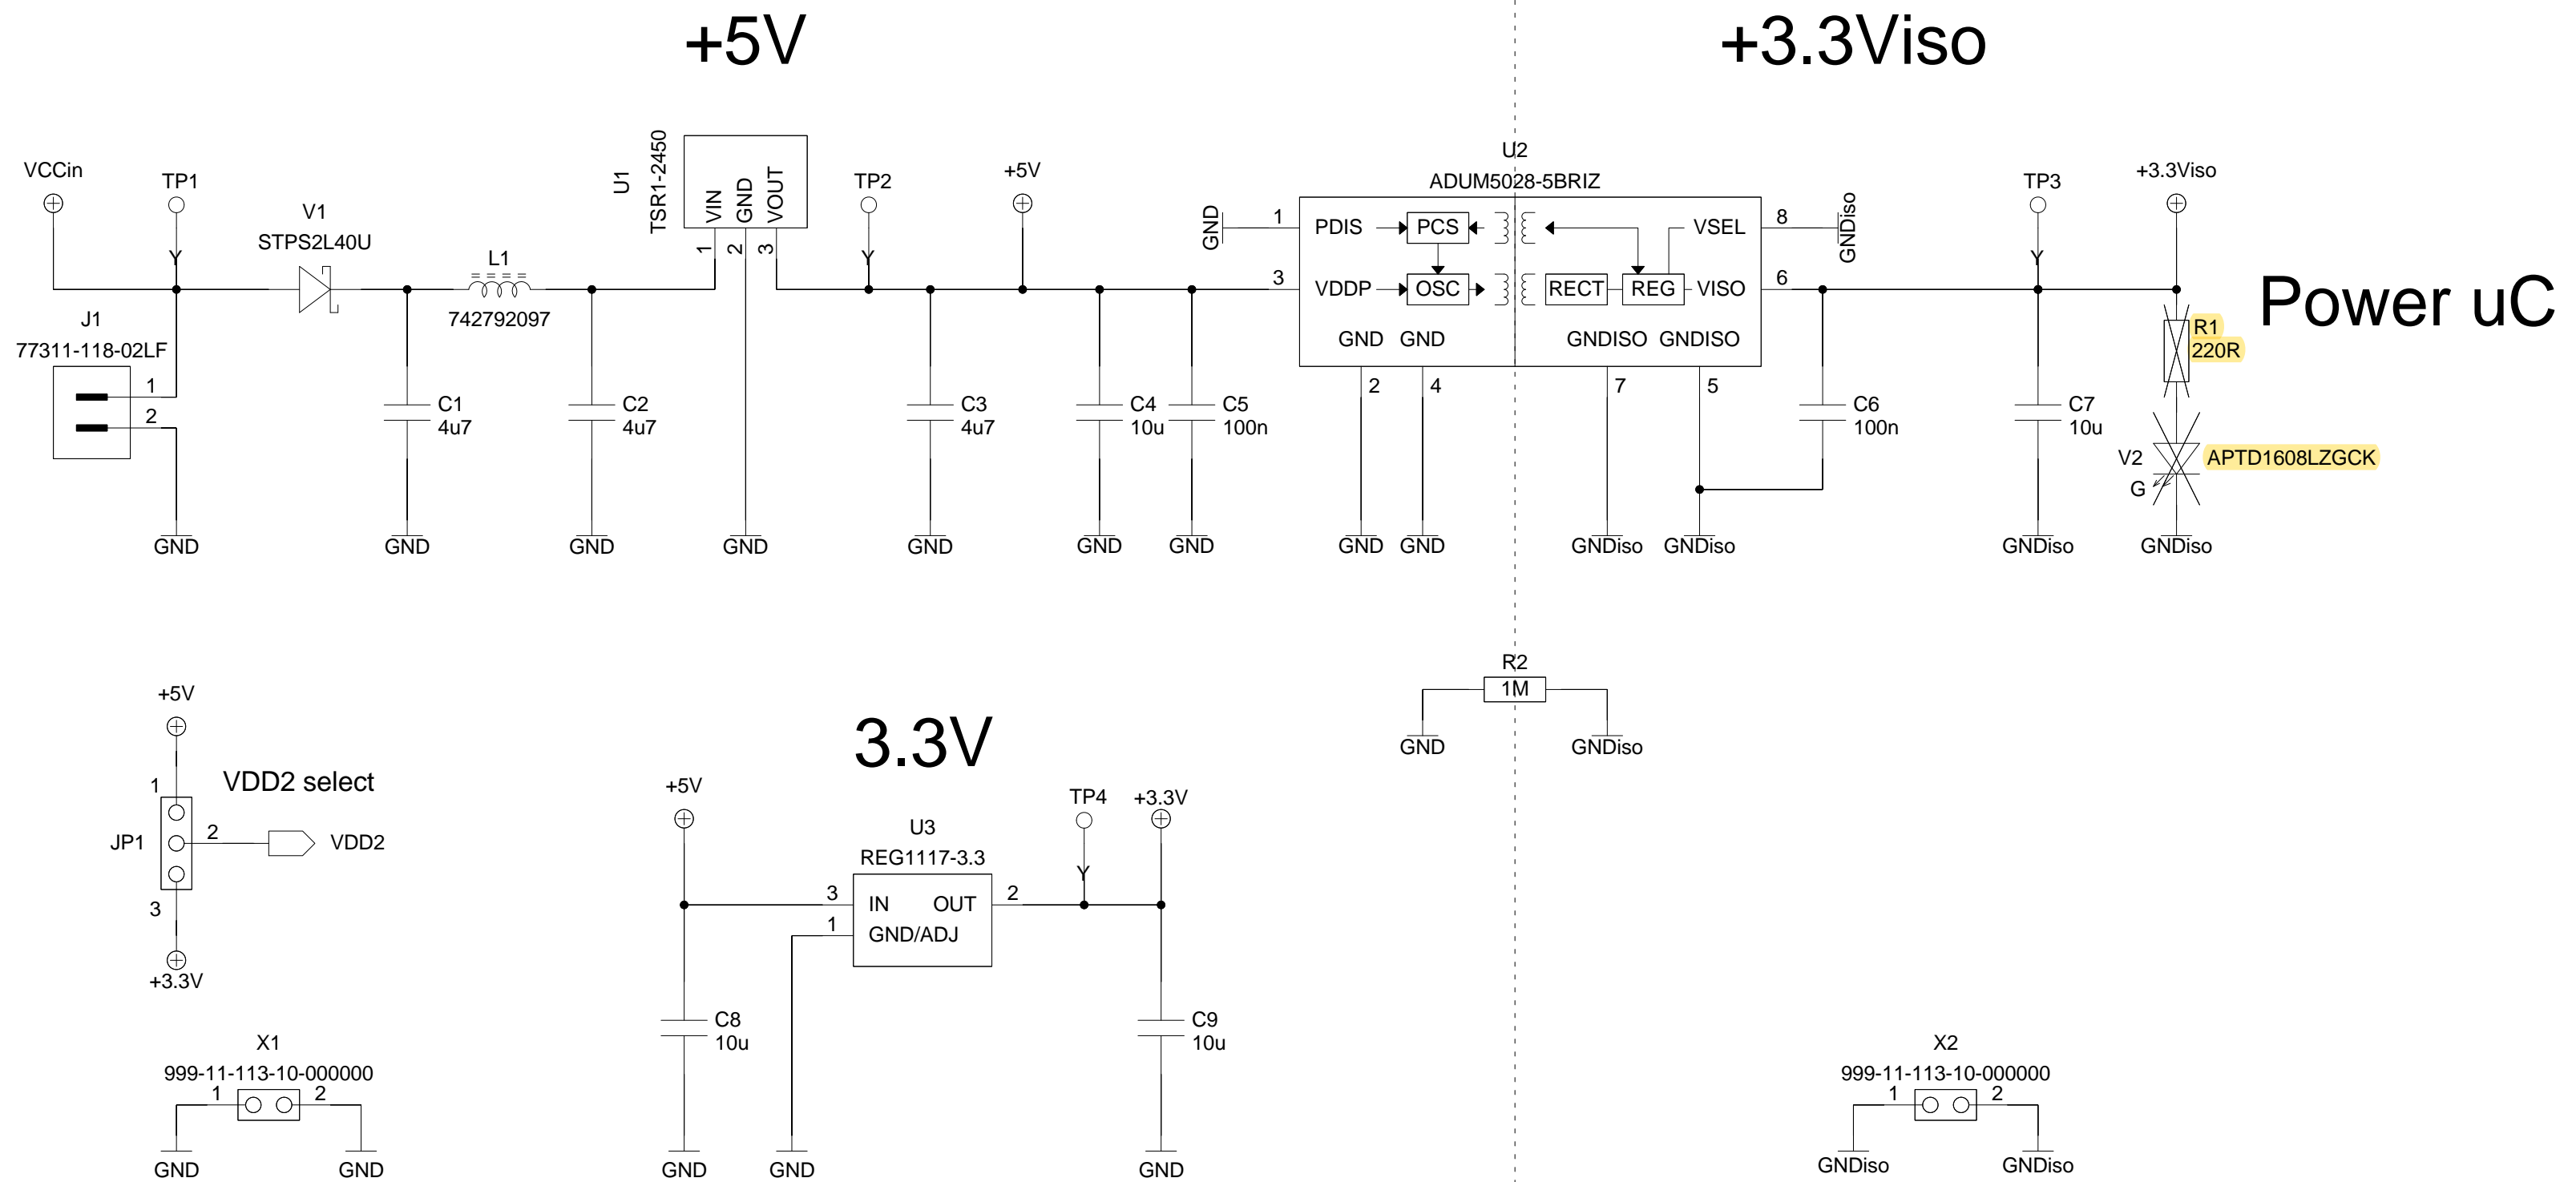 +5V
+3.3Viso
VCCin
TP1
Y
V1
STPS2L40U
L1
742792097
J1
77311-118-02LF
1
2
GND
C1
4u7
GND
C2
4u7
GND
U1
TSR1-2450
VIN
GND
VOUT
1
2
3
GND
TP2
Y
+5V
C3
4u7
GND
C4
10u
GND
C5
100n
GND
U2
ADUM5028-5BRIZ
GND
1
PDIS
PCS
VSEL
8
GNDiso
3
VDDP
OSC
RECT
REG
VISO
6
GND
GND
GNDISO
GNDISO
2
4
7
5
GND
GND
GNDiso
GNDiso
C6
100n
TP3
Y
C7
10u
GNDiso
+3.3Viso
Power uC
R1
220R
V2
APTD1608LZGCK
G
GNDiso
R2
1M
GND
GNDiso
+5V
1
VDD2 select
JP1
2
VDD2
3
+3.3V
3.3V
+5V
U3
REG1117-3.3
3
IN
OUT
2
1
GND/ADJ
TP4
Y
+3.3V
C8
10u
C9
10u
GND
GND
GND
X1
999-11-113-10-000000
1
2
GND
GND
X2
999-11-113-10-000000
1
2
GNDiso
GNDiso